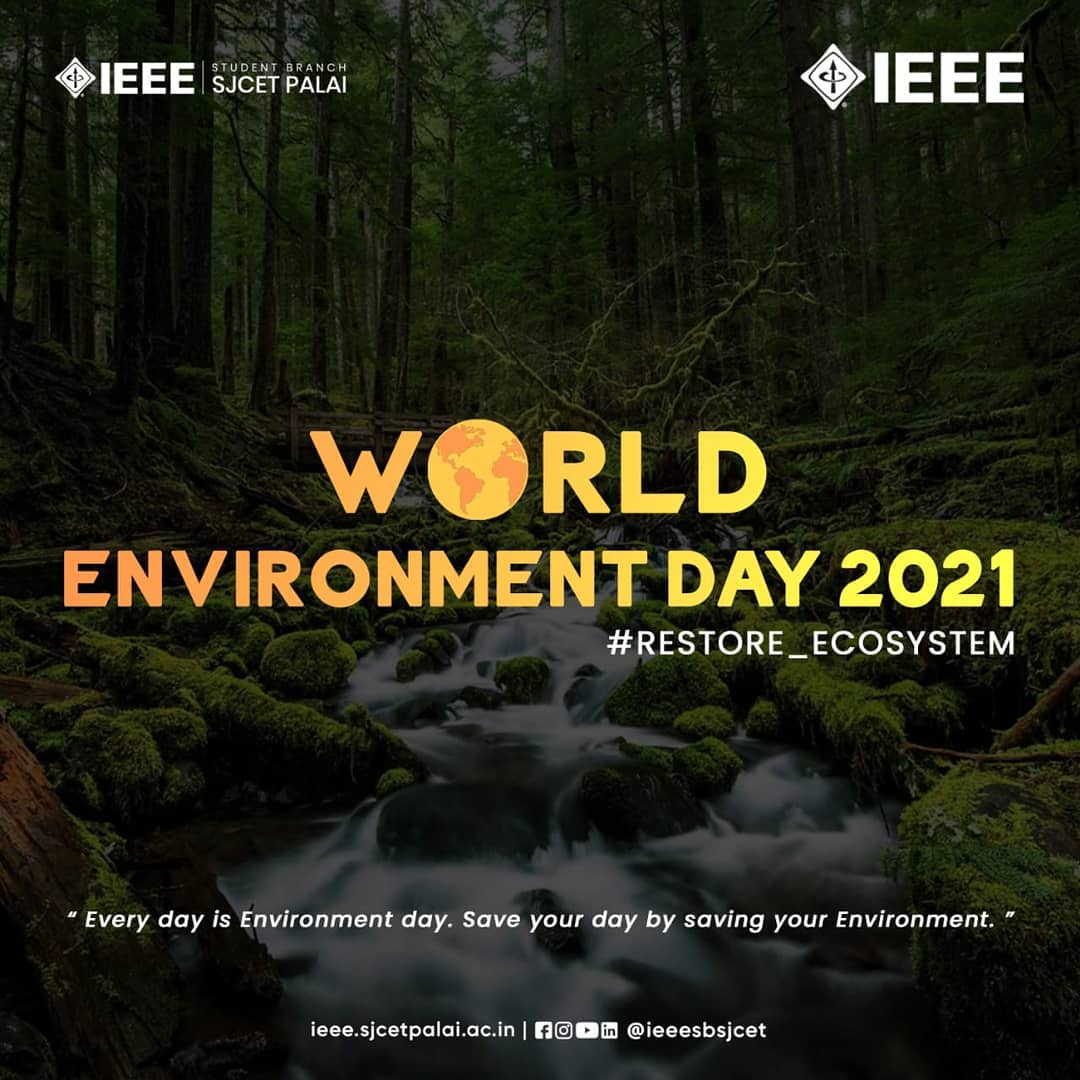 IEEE | STUDENT BRANCH
SJCET PALAI
IEEE
WORLD
ENVIRONMENT DAY 2021
#RESTORE_ECOSYSTEM
“ Every day is Environment day. Save your day by saving your Environment. ”
ieee.sjcetpalai.ac.in | @ieeesbsjcet